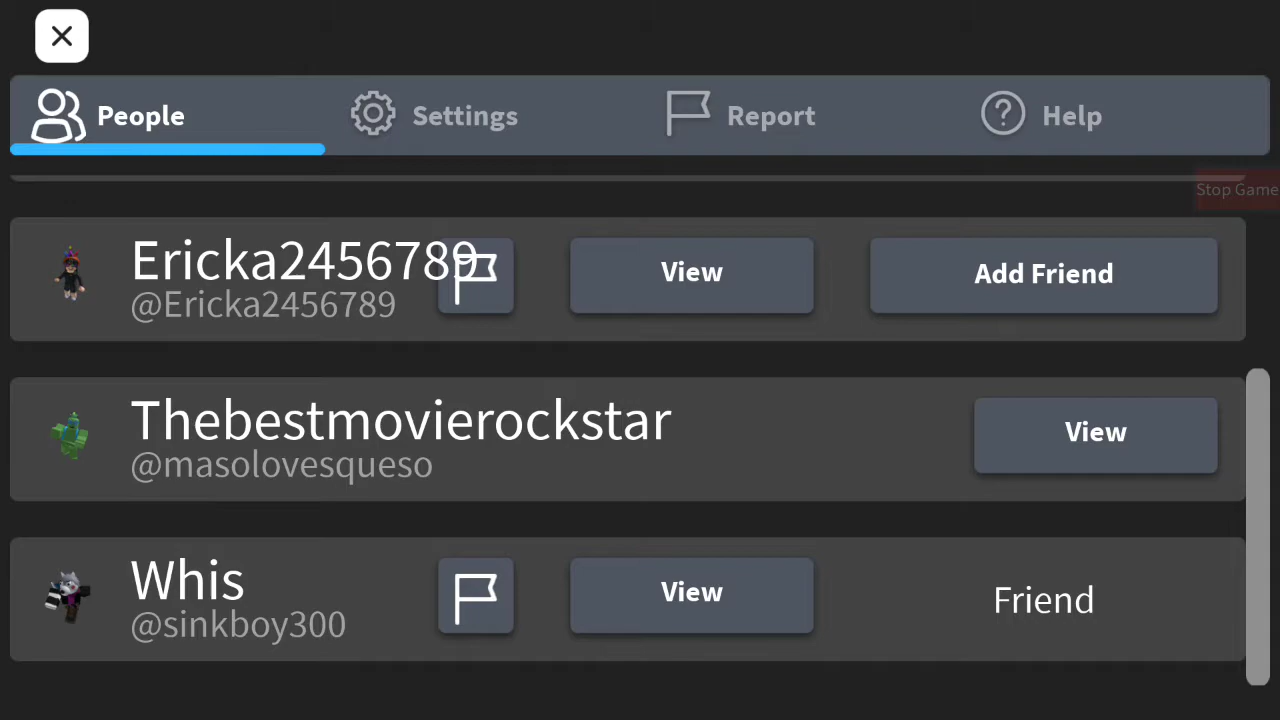 People
Settings
Report
Help
Stop Game
Ericka2456789
@Ericka2456789
View
Add Friend
Thebestmovierockstar
@masolovesqueso
View
Whis
@sinkboy300
View
Friend